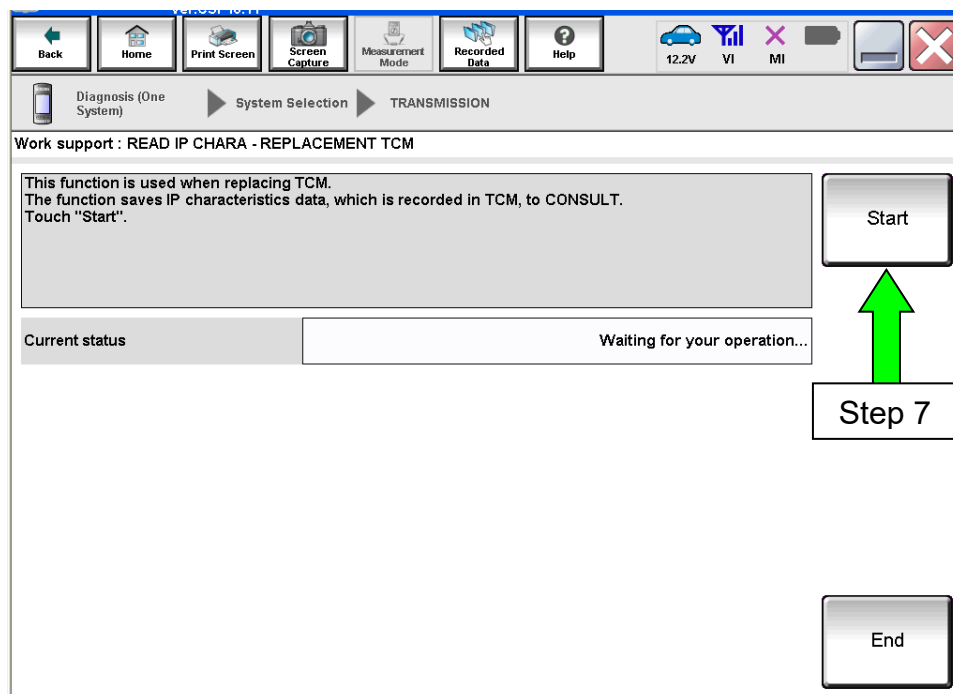 Back
Home
Print Screen
Screen
Capture
Measurement
Mode
Recorded
Data
Help
12.2V
VI
MI
Diagnosis (One
System)
System Selection
TRANSMISSION
Work support : READ IP CHARA - REPLACEMENT TCM
This function is used when replacing TCM.
The function saves IP characteristics data, which is recorded in TCM, to CONSULT.
Touch "Start".
Start
Current status
Waiting for your operation...
Step 7
End